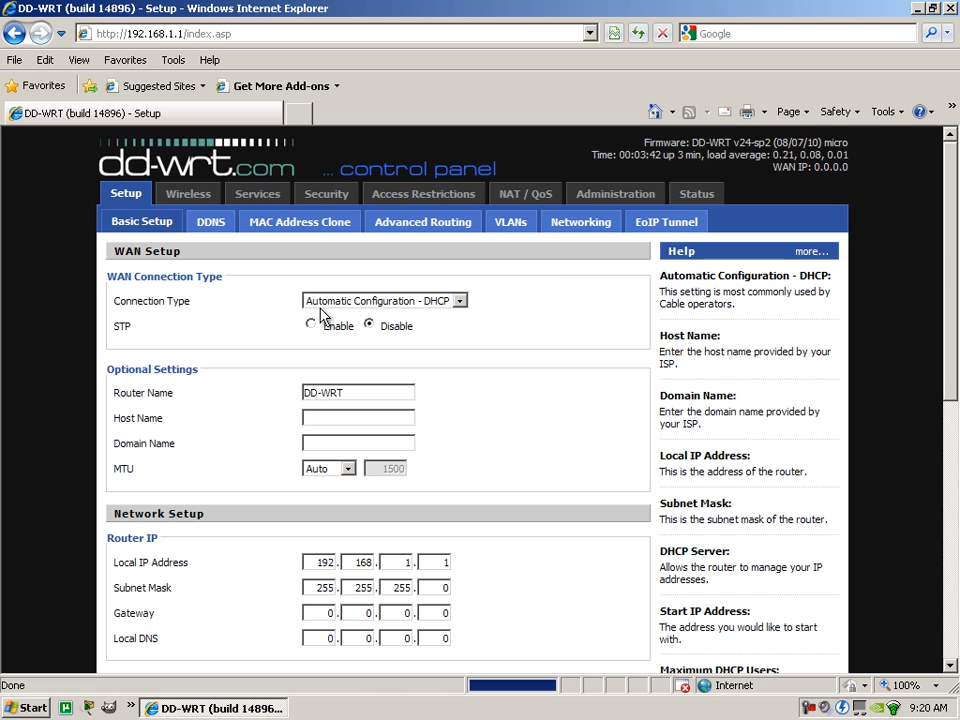 DD-WRT (build 14896) - Setup - Windows Internet Explorer
http://192.168.1.1/index.asp
Google
File Edit View Favorites Tools Help
Favorites Suggested Sites Get More Add-ons
DD-WRT (build 14896) - Setup
Page Safety Tools »
Firmware: DD-WRT v24-sp2 (08/07/10) micro
Time: 00:03:42 up 3 min, load average: 0.21, 0.08, 0.01
WAN IP: 0.0.0.0
dd-wrt.com ... control panel
Setup Wireless Services Security Access Restrictions NAT / QoS Administration Status
Basic Setup DDNS MAC Address Clone Advanced Routing VLANs Networking EoIP Tunnel
WAN Setup
WAN Connection Type
Connection Type Automatic Configuration - DHCP
STP Enable Disable
Optional Settings
Router Name DD-WRT
Host Name
Domain Name
MTU Auto 1500
Network Setup
Router IP
Local IP Address 192. 168. 1. 1
Subnet Mask 255. 255. 255. 0
Gateway 0. 0. 0. 0
Local DNS 0. 0. 0. 0
Help more...
Automatic Configuration - DHCP:
This setting is most commonly used by
Cable operators.
Host Name:
Enter the host name provided by your
ISP.
Domain Name:
Enter the domain name provided by
your ISP.
Local IP Address:
This is the address of the router.
Subnet Mask:
This is the subnet mask of the router.
DHCP Server:
Allows the router to manage your IP
addresses.
Start IP Address:
The address you would like to start
with.
Maximum DHCP Users:
Done Internet 100%
Start » DD-WRT (build 14896... 9:20 AM